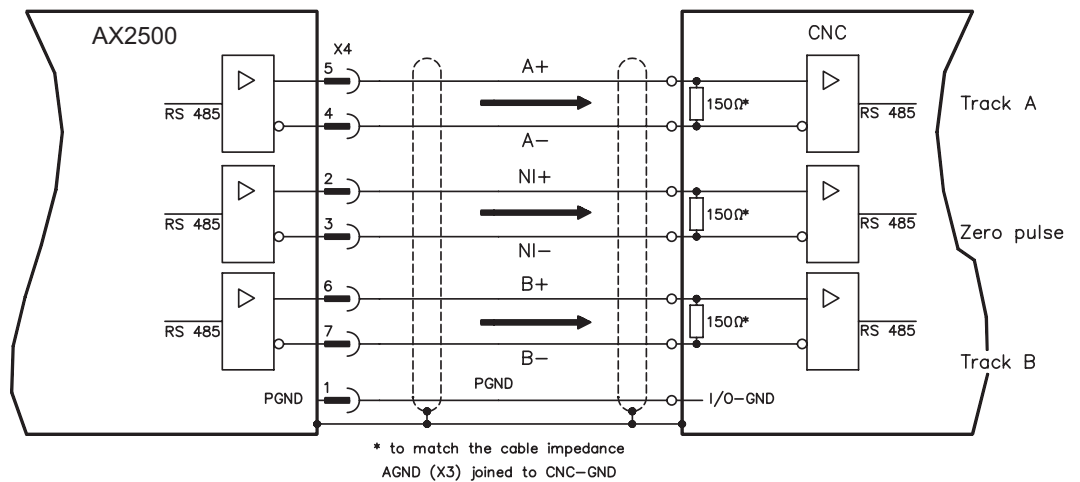 AX2500
CNC
X4
5
A+
RS 485
150Ω*
RS 485
Track A
4
A−
2
NI+
RS 485
150Ω*
RS 485
3
NI−
Zero pulse
6
B+
RS 485
150Ω*
RS 485
7
B−
Track B
PGND
1
PGND
I/O−GND
* to match the cable impedance
AGND (X3) joined to CNC−GND